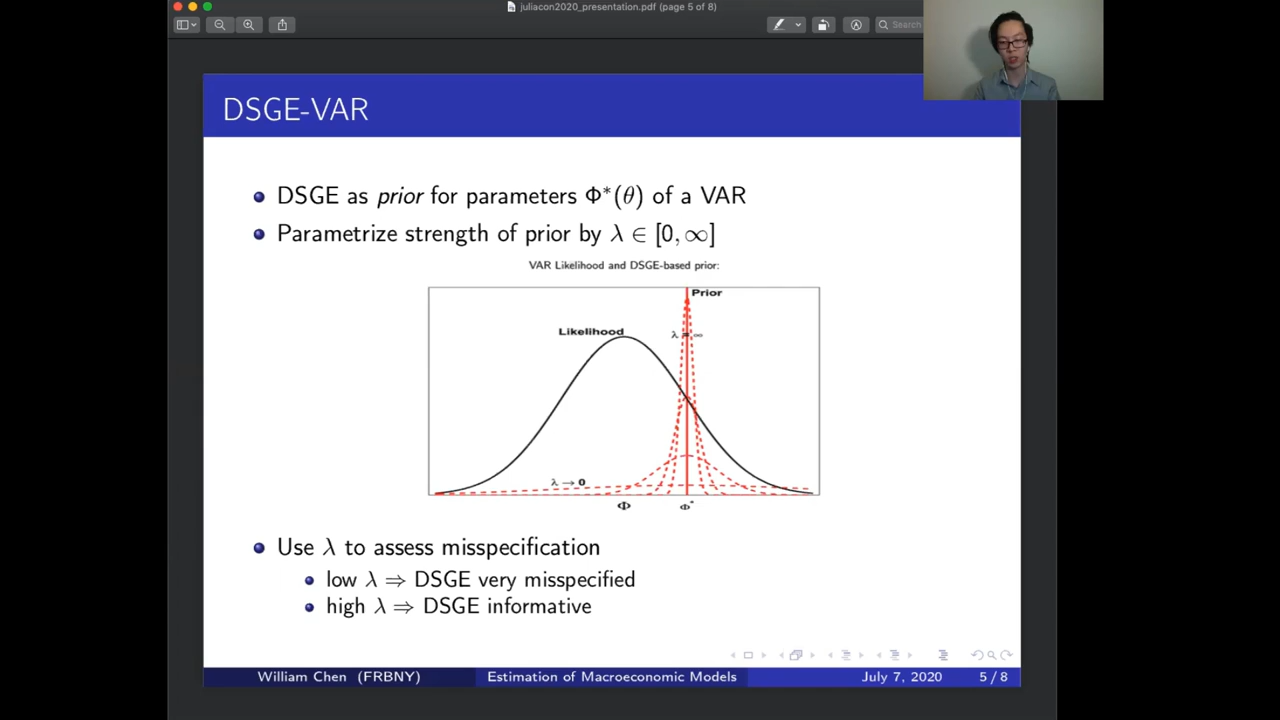 juliacon2020_presentation.pdf (page 5 of 8)
Search
DSGE-VAR
DSGE as prior for parameters Φ*(θ) of a VAR
Parametrize strength of prior by λ ∈ [0, ∞]
VAR Likelihood and DSGE-based prior:
Prior
Likelihood
λ = ∞
λ → 0
Φ
Φ*
Use λ to assess misspecification
low λ ⇒ DSGE very misspecified
high λ ⇒ DSGE informative
William Chen (FRBNY)
Estimation of Macroeconomic Models
July 7, 2020
5 / 8